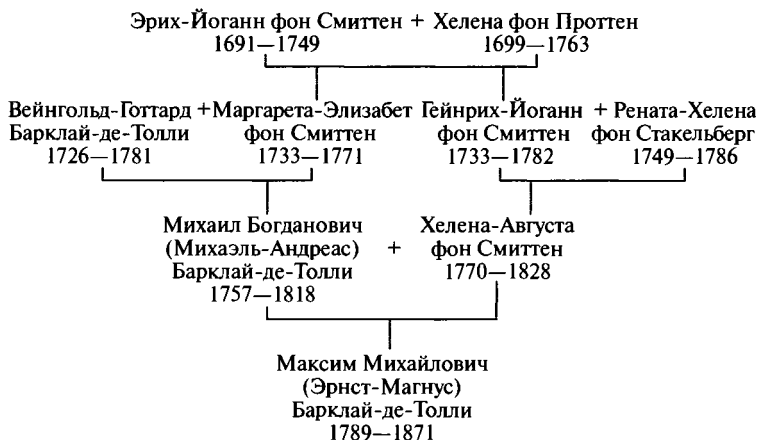 Эрих-Йоганн фон Смиттен + Хелена фон Проттен
1691—1749 1699—1763
Вейнгольд-Готтард +Маргарета-Элизабет Гейнрих-Йоганн + Рената-Хелена
Барклай-де-Толли фон Смиттен фон Смиттен фон Стакельберг
1726—1781 1733—1771 1733—1782 1749—1786
Михаил Богданович Хелена-Августа
(Михаэль-Андреас) + фон Смиттен
Барклай-де-Толли 1770—1828
1757—1818
Максим Михайлович
(Эрнст-Магнус)
Барклай-де-Толли
1789—1871